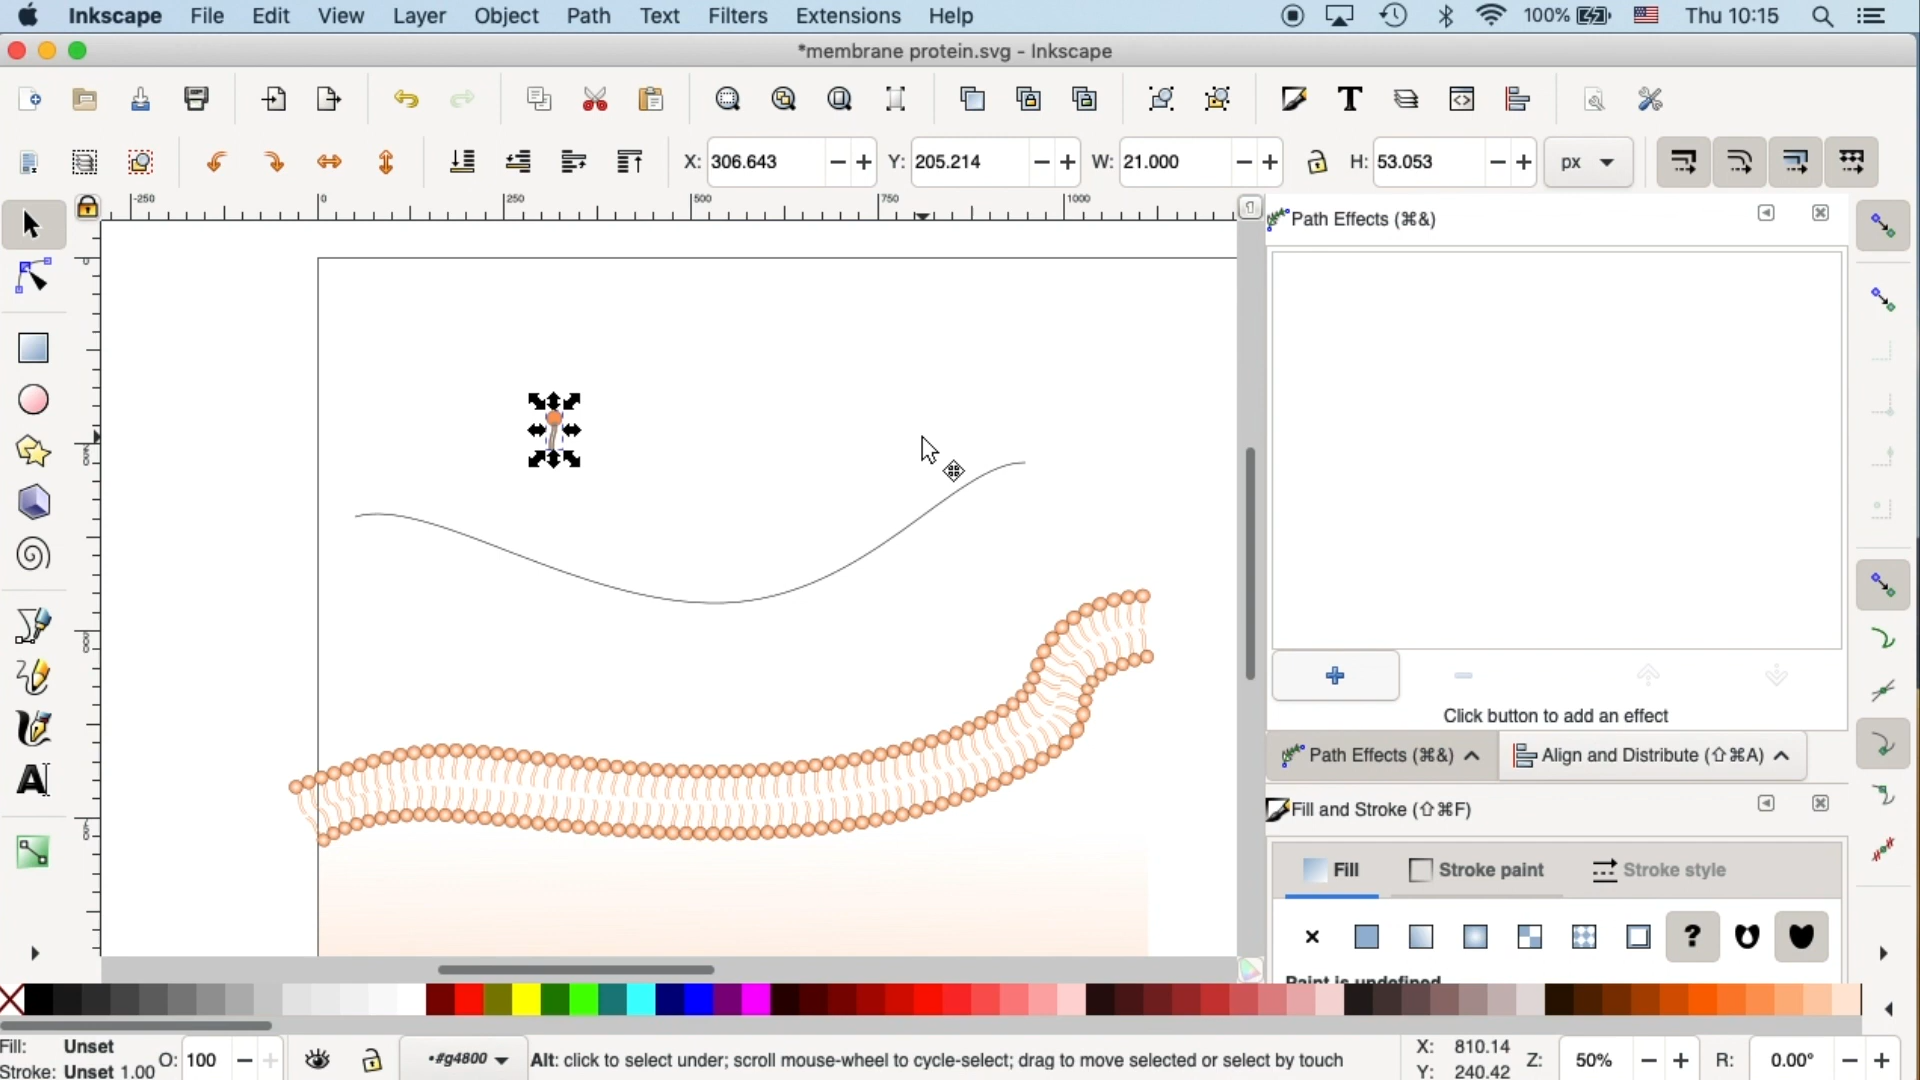 Inkscape File Edit View Layer Object Path Text Filters Extensions Help 100% Thu 10:15
*membrane protein.svg - Inkscape
X: 306.643 Y: 205.214 W: 21.000 H: 53.053 px
-250 0 250 500 750 1000
Path Effects (⌘&)
Click button to add an effect
Path Effects (⌘&) Align and Distribute (⇧⌘A)
Fill and Stroke (⇧⌘F)
Fill Stroke paint Stroke style
?
Fill: Unset
Stroke: Unset 1.00 O: 100 •#g4800 Alt: click to select under; scroll mouse-wheel to cycle-select; drag to move selected or select by touch
X: 810.14
Y: 240.42
Z: 50% R: 0.00°